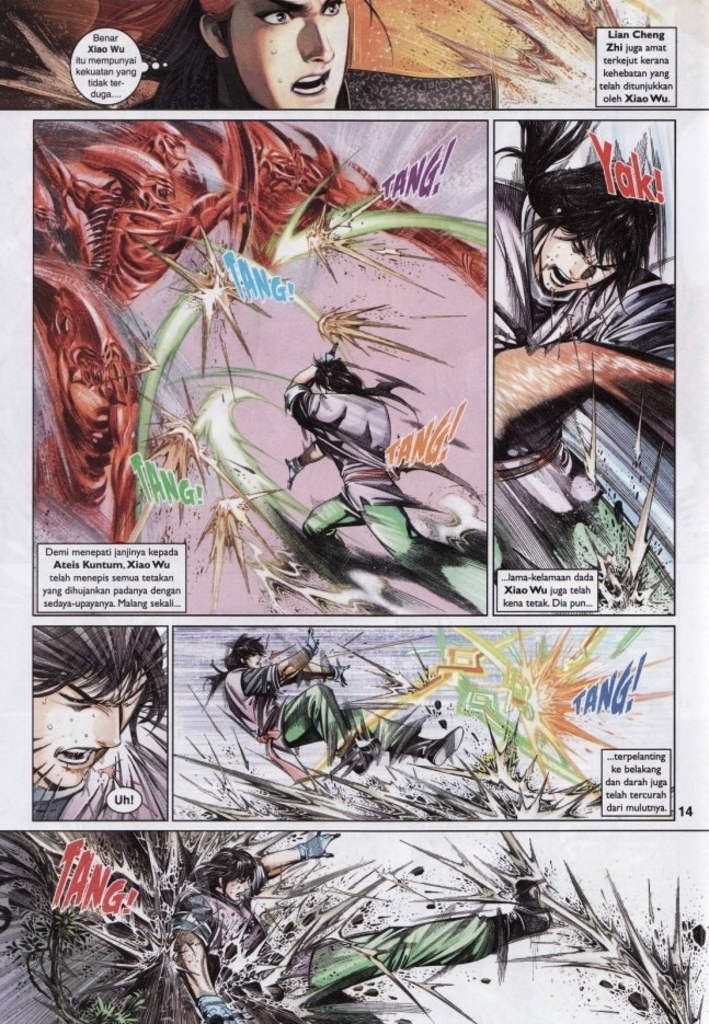 Benar
Xiao Wu
itu mempunyai
kekuatan yang
tidak ter-
duga....
Lian Cheng
Zhi juga amat
terkejut kerana
kehebatan yang
telah ditunjukkan
oleh Xiao Wu.
TANG!
TANG!
TANG!
TANG!
Demi menepati janjinya kepada
Ateis Kuntum, Xiao Wu
telah menepis semua tetakan
yang dihujankan padanya dengan
sedaya-upayanya. Malang sekali...
Yak!
...lama-kelamaan dada
Xiao Wu juga telah
kena tetak. Dia pun...
Uh!
TANG!
...terpelanting
ke belakang
dan darah juga
telah tercurah
dari mulutnya.
14
TANG!